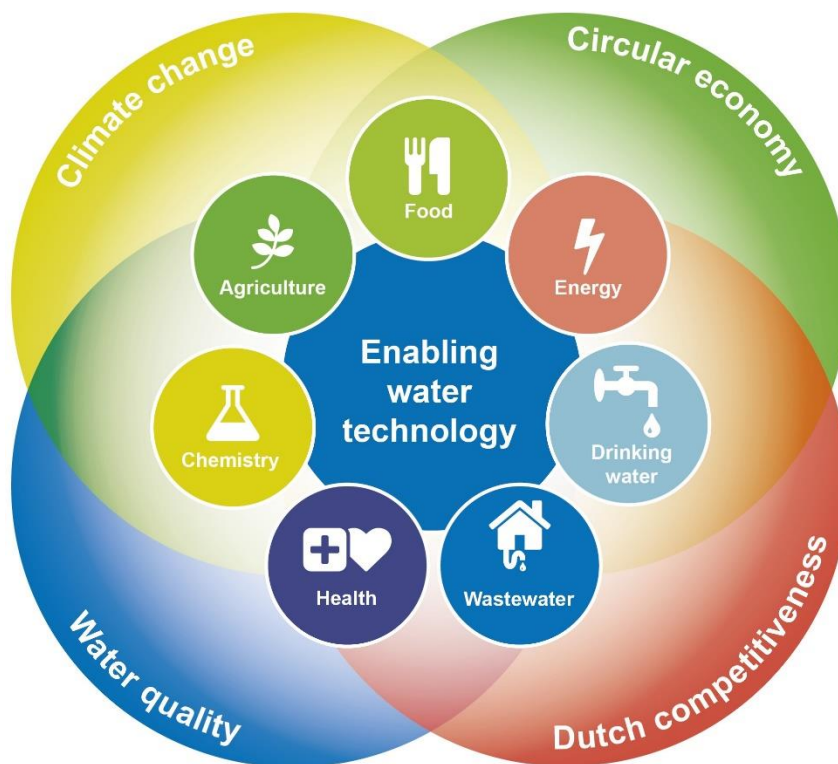 Climate change
Circular economy
Food
Agriculture
Energy
Enabling
water
technology
Chemistry
Drinking
water
Health
Wastewater
Water quality
Dutch competitiveness